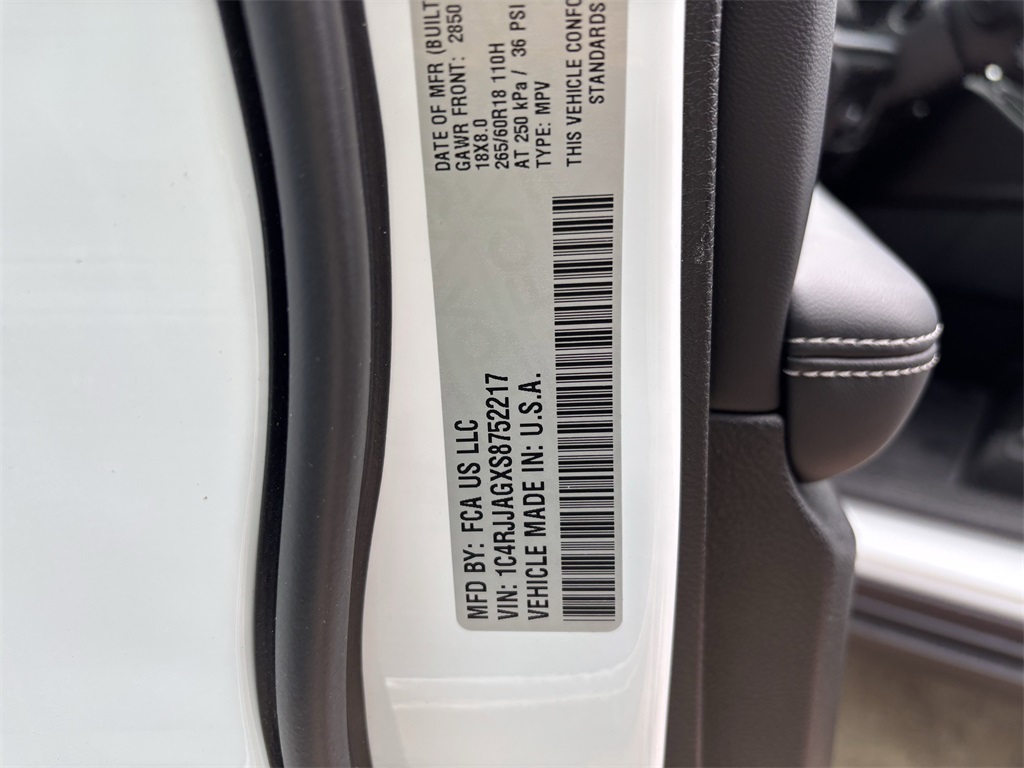 MFD BY: FCA US LLC
VIN: 1C4RJJAGXS8752217
VEHICLE MADE IN: U.S.A.
DATE OF MFR (BUILT
GAWR FRONT: 2850
18X8.0
265/60R18 110H
AT 250 kPa / 36 PSI
TYPE: MPV
THIS VEHICLE CONFO
STANDARDS